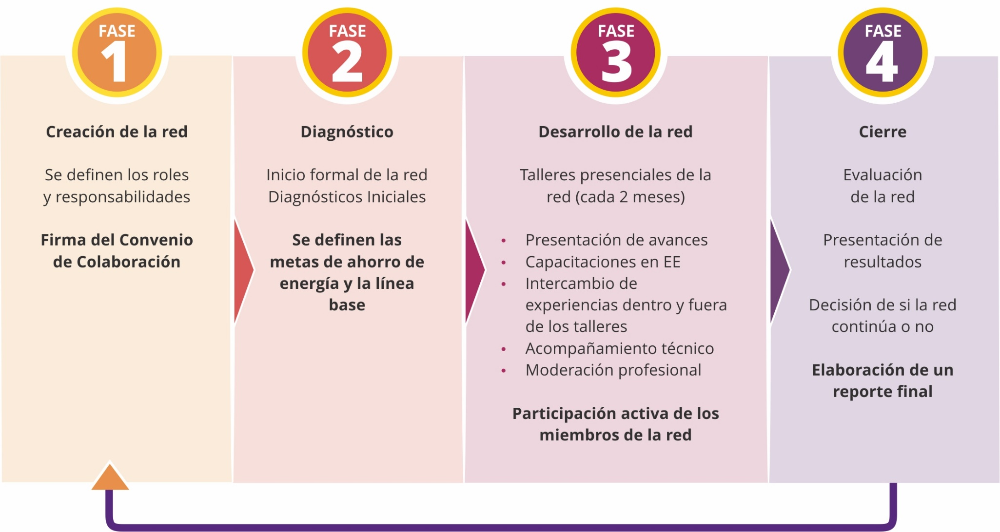 FASE
1
Creación de la red
Se definen los roles
y responsabilidades
Firma del Convenio
de Colaboración
FASE
2
Diagnóstico
Inicio formal de la red
Diagnósticos Iniciales
Se definen las
metas de ahorro de
energía y la línea
base
FASE
3
Desarrollo de la red
Talleres presenciales de la
red (cada 2 meses)
• Presentación de avances
• Capacitaciones en EE
• Intercambio de
experiencias dentro y fuera
de los talleres
• Acompañamiento técnico
• Moderación profesional
Participación activa de los
miembros de la red
FASE
4
Cierre
Evaluación
de la red
Presentación de
resultados
Decisión de si la red
continúa o no
Elaboración de un
reporte final